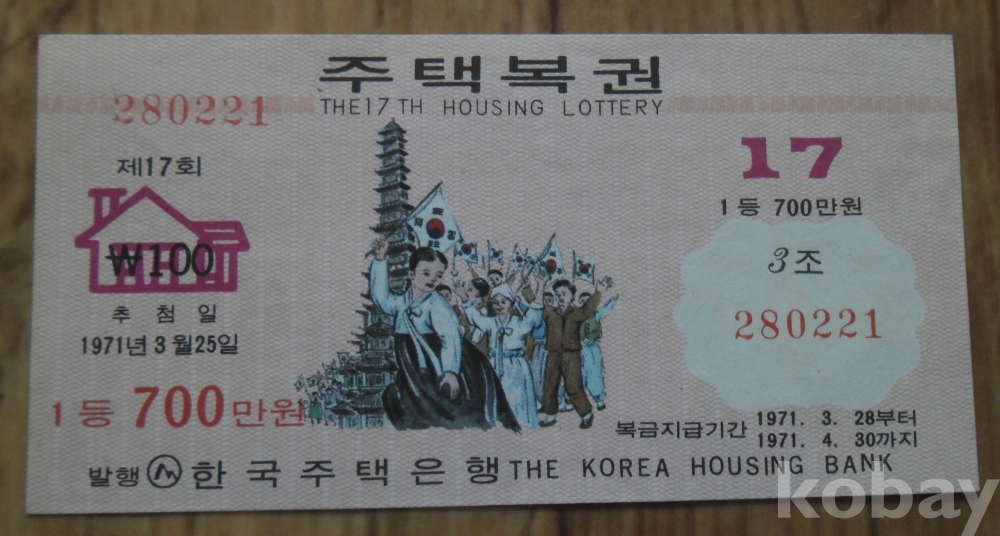 주택복권
THE 17 TH HOUSING LOTTERY
280221
제17회
₩100
추첨일
1971년 3월25일
1등 700만원
17
1등 700만원
3조
280221
복금지급기간 1971. 3. 28부터
1971. 4. 30까지
발행 한국주택은행 THE KOREA HOUSING BANK
kobay